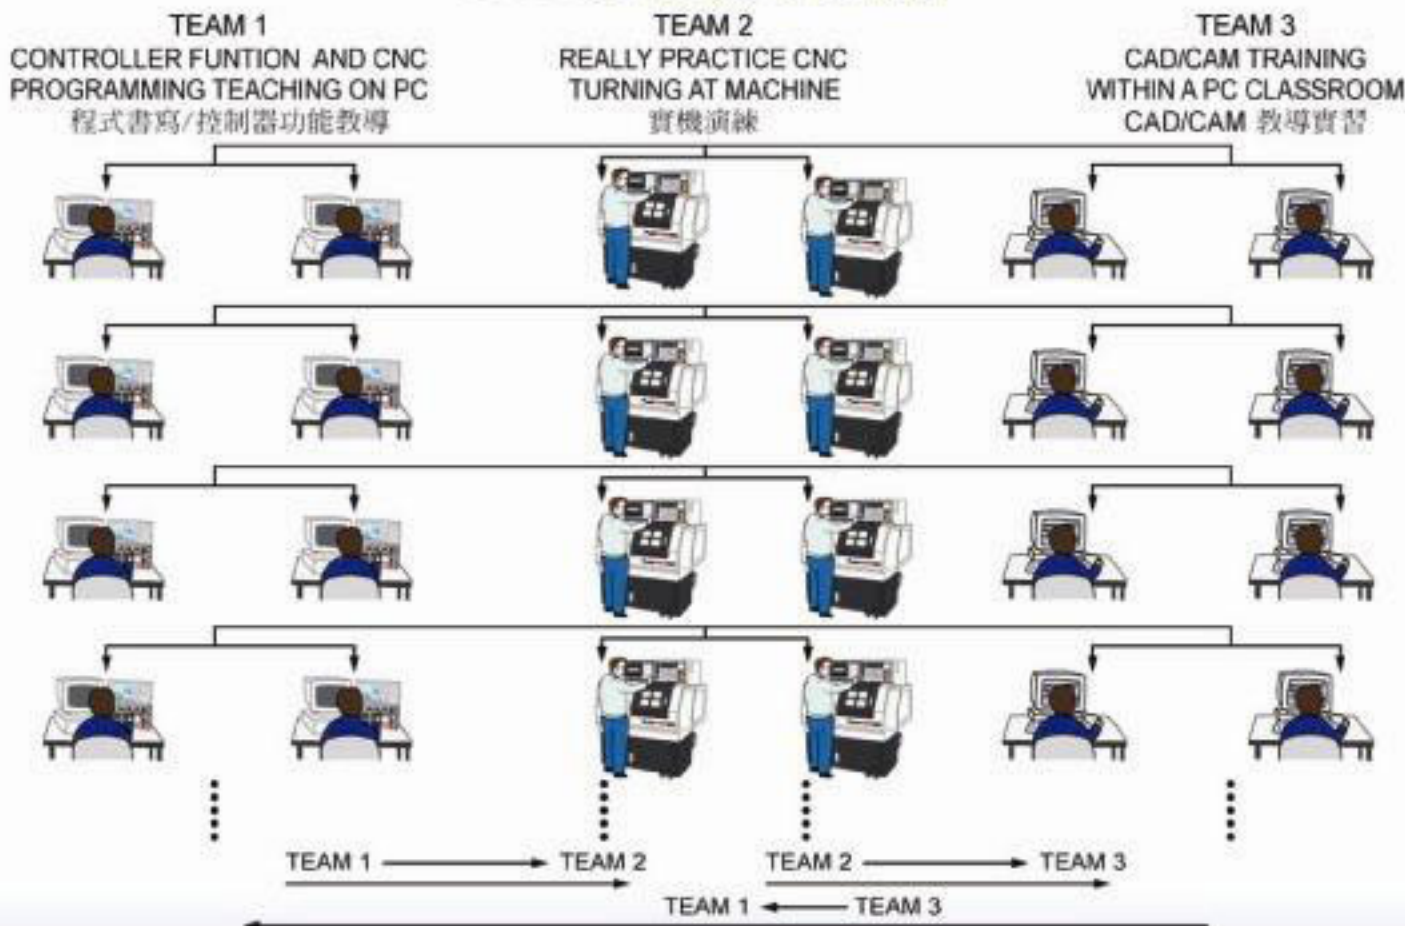 TEAM 1
CONTROLLER FUNTION AND CNC
PROGRAMMING TEACHING ON PC
程式書寫/控制器功能教導
TEAM 2
REALLY PRACTICE CNC
TURNING AT MACHINE
實機演練
TEAM 3
CAD/CAM TRAINING
WITHIN A PC CLASSROOM
CAD/CAM 教導實習
TEAM 1 TEAM 2 TEAM 2 TEAM 3
TEAM 1 TEAM 3